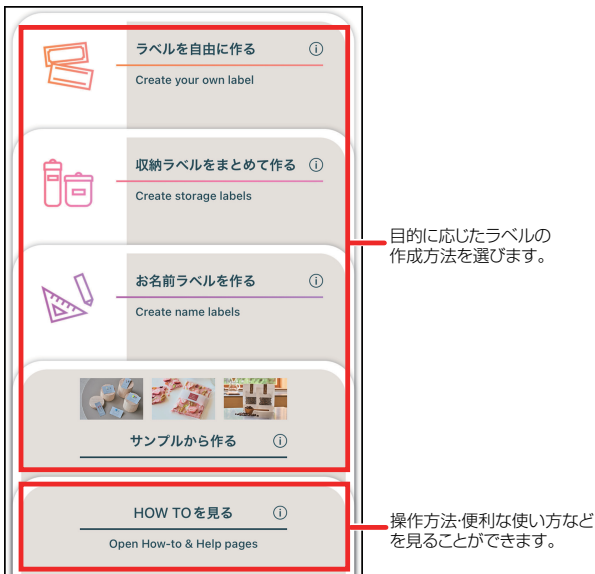 ラベルを自由に作る
Create your own label
収納ラベルをまとめて作る
Create storage labels
目的に応じたラベルの
作成方法を選びます。
お名前ラベルを作る
Create name labels
サンプルから作る
HOW TOを見る
Open How-to & Help pages
操作方法・便利な使い方など
を見ることができます。